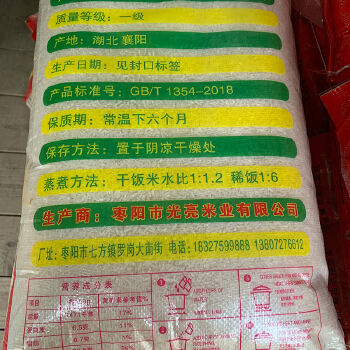 质量等级：一级
产地：湖北襄阳
生产日期：见封口标签
产品标准号：GB/T 1354-2018
保质期：常温下六个月
保存方法：置于阴凉干燥处
蒸煮方法：干饭米水比1:1.2 稀饭1:6
生产商：枣阳市光亮米业有限公司
厂址：枣阳市七方镇罗岗大南街 电话：18327599888 13807276612
营养成分表
项目